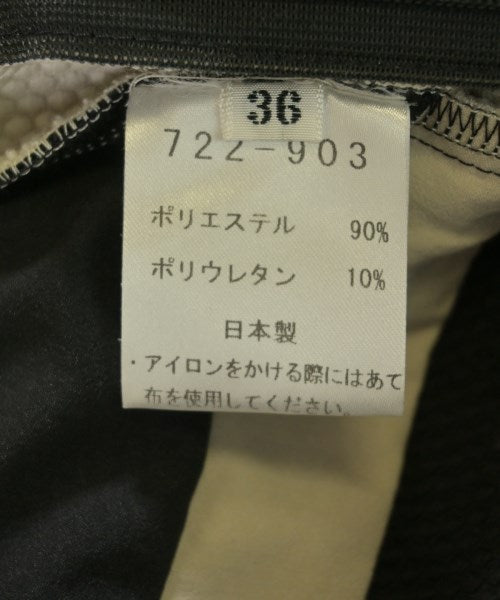 36
722-903
ポリエステル 90%
ポリウレタン 10%
日本製
・アイロンをかける際にはあて
布を使用してください。